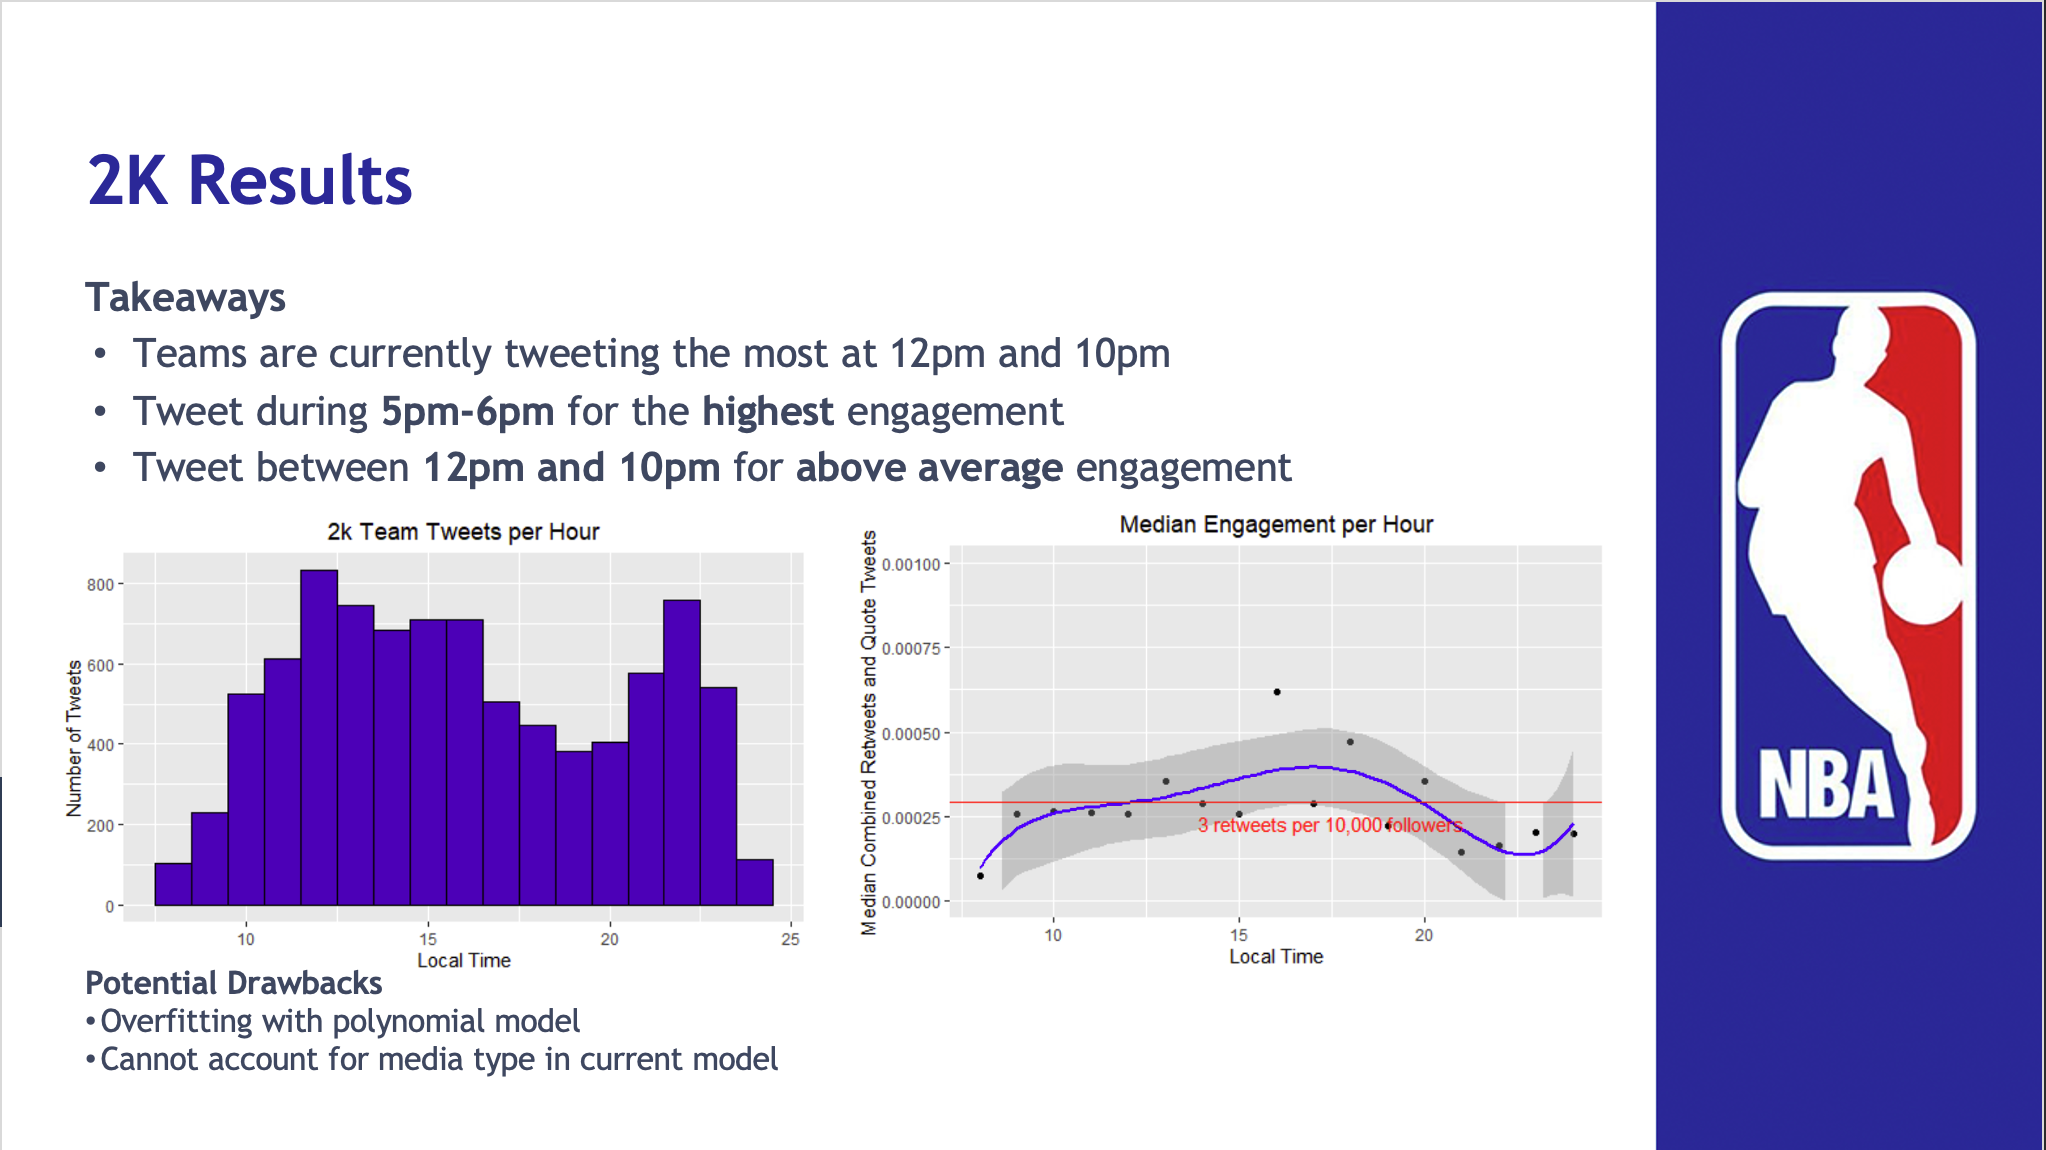 2K Results
Takeaways
• Teams are currently tweeting the most at 12pm and 10pm
• Tweet during 5pm-6pm for the highest engagement
• Tweet between 12pm and 10pm for above average engagement
2k Team Tweets per Hour
Number of Tweets
800
600
400
200
0
10 15 20 25
Local Time
Median Engagement per Hour
Median Combined Retweets and Quote Tweets
0.00100
0.00075
0.00050
0.00025
0.00000
3 retweets per 10,000 followers
10 15 20
Local Time
Potential Drawbacks
•Overfitting with polynomial model
•Cannot account for media type in current model
NBA